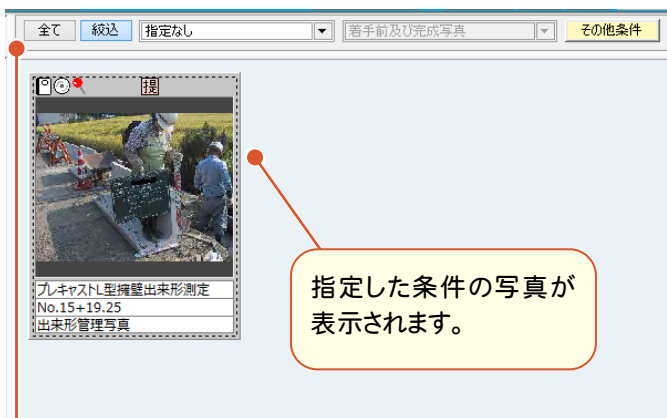 全て 絞込 指定なし 着手前及び完成写真 その他条件
提
プレキャストL型擁壁出来形測定
No.15+19.25
出来形管理写真
指定した条件の写真が
表示されます。